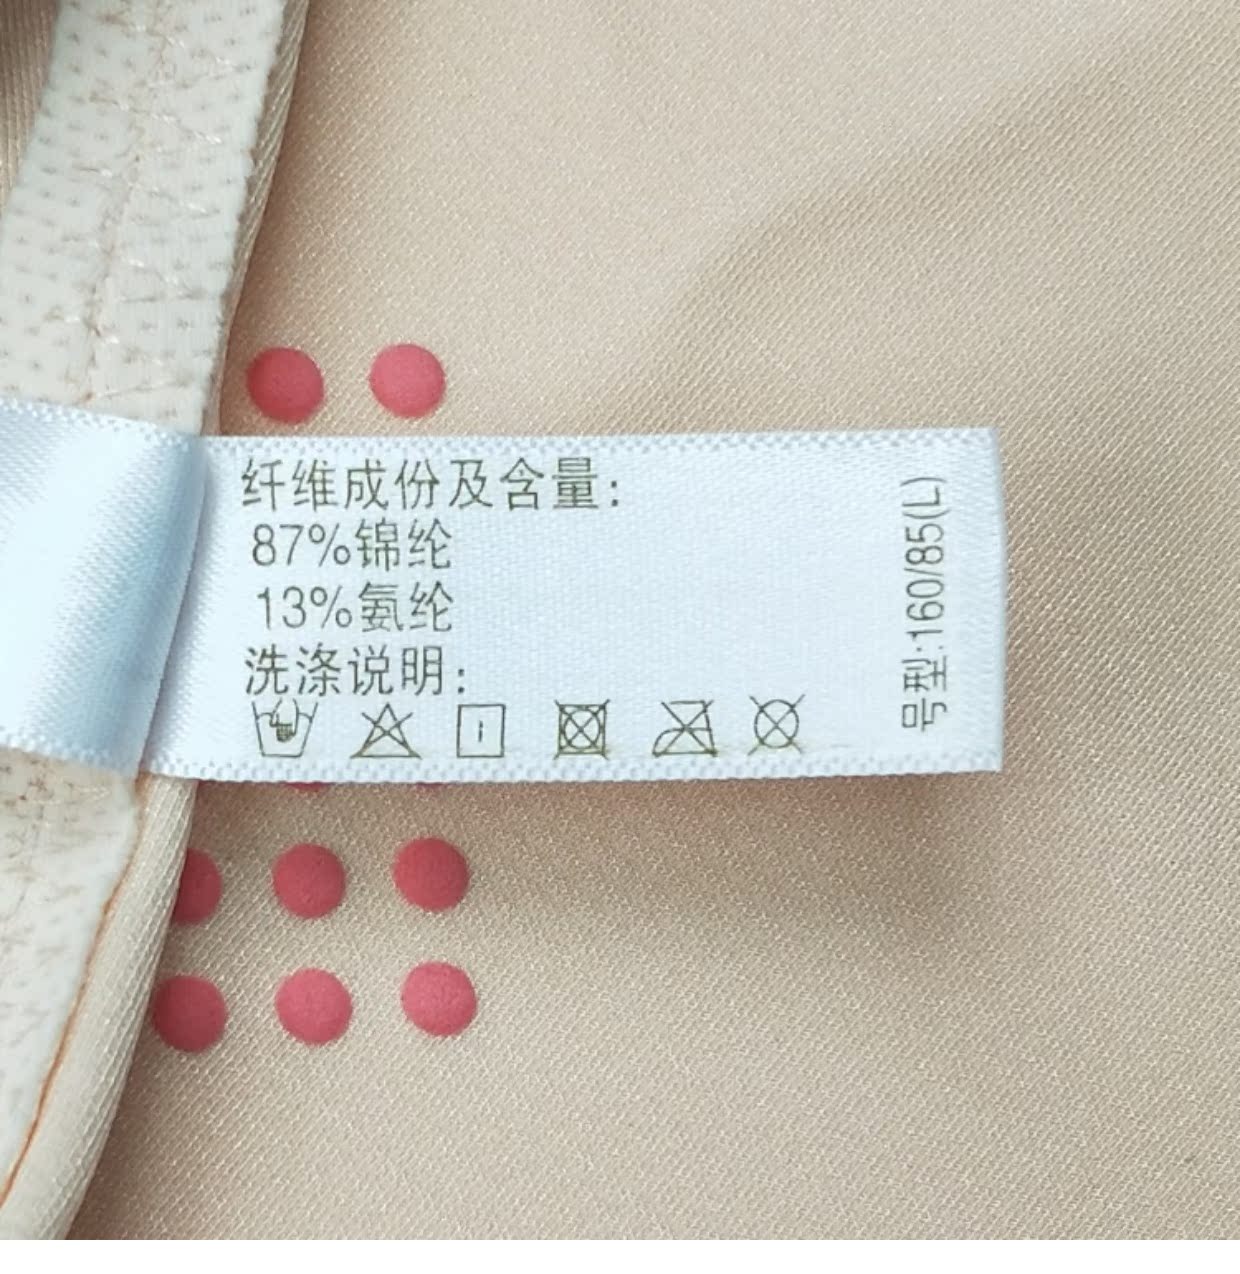 纤维成份及含量:
87%锦纶
13%氨纶
洗涤说明:
号型:160/85(L)